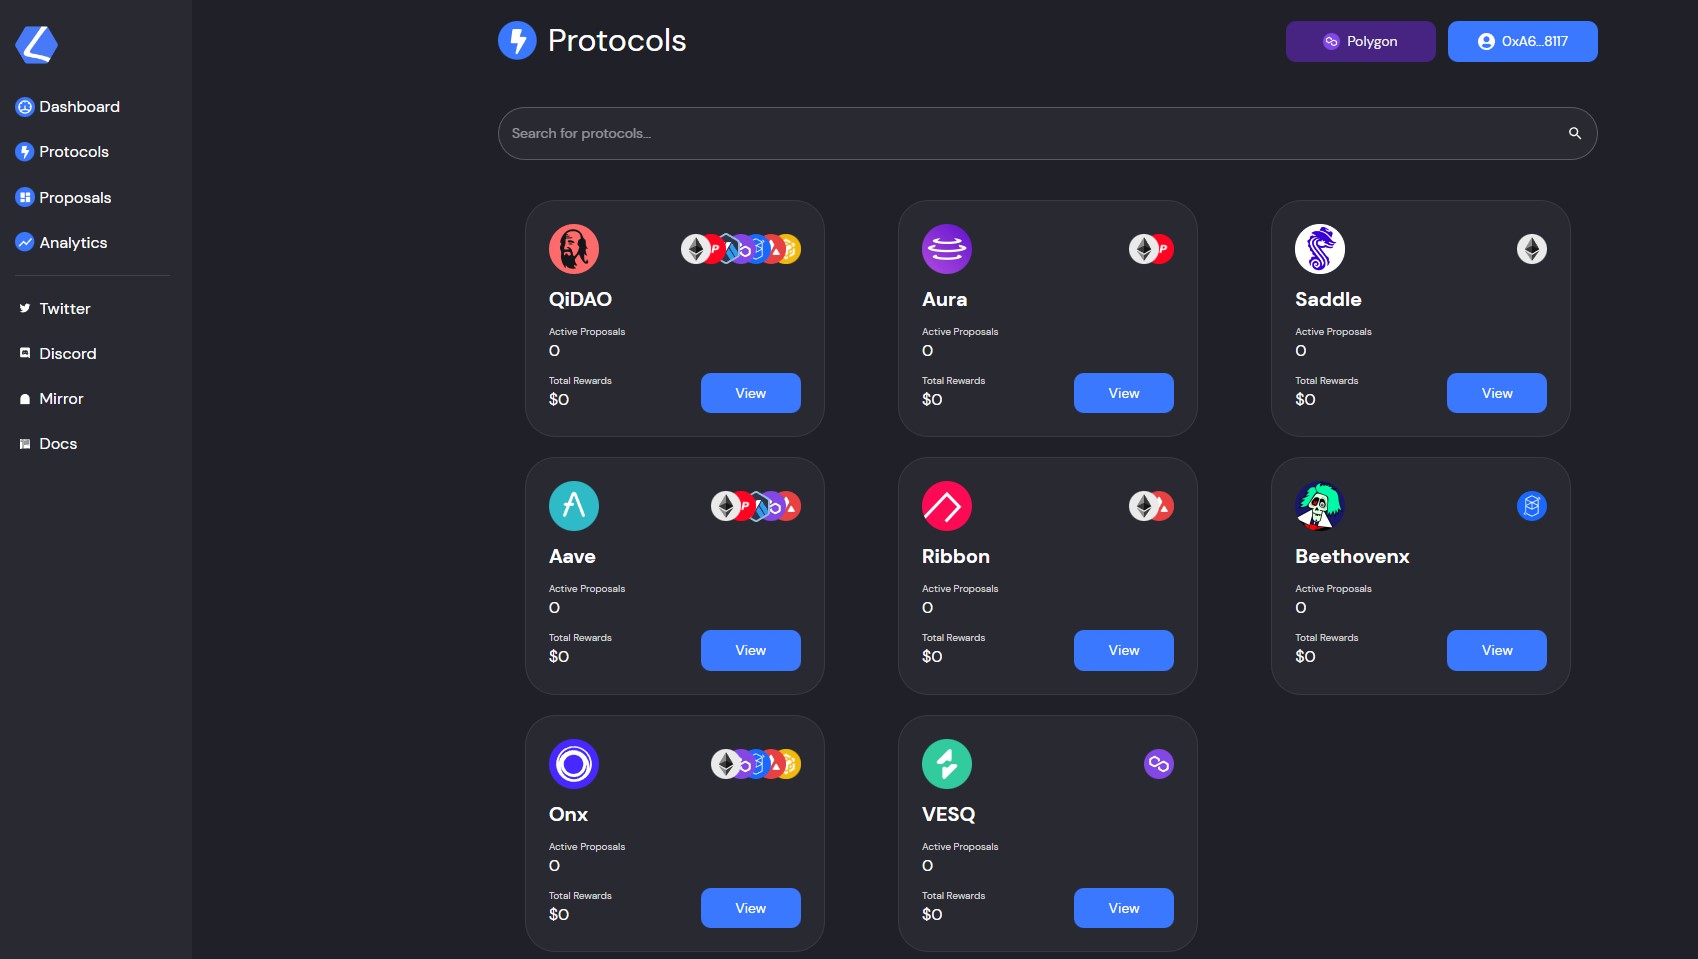 Protocols
Polygon
0xA6...8117
Dashboard
Protocols
Proposals
Analytics
Twitter
Discord
Mirror
Docs
Search for protocols...
QiDAO
Active Proposals
0
Total Rewards
$0
View
Aura
Active Proposals
0
Total Rewards
$0
View
Saddle
Active Proposals
0
Total Rewards
$0
View
Aave
Active Proposals
0
Total Rewards
$0
View
Ribbon
Active Proposals
0
Total Rewards
$0
View
Beethovenx
Active Proposals
0
Total Rewards
$0
View
Onx
Active Proposals
0
Total Rewards
$0
View
VESQ
Active Proposals
0
Total Rewards
$0
View